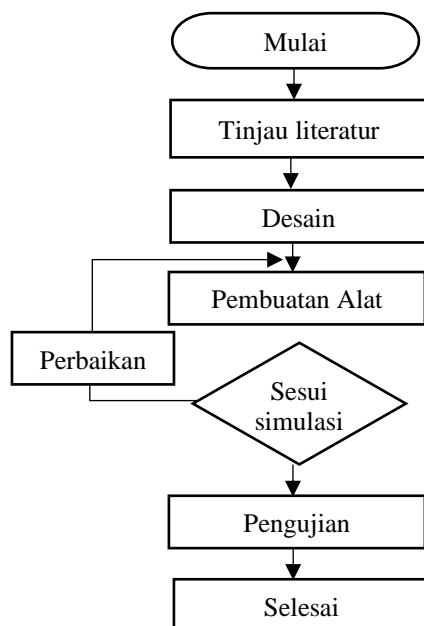 Mulai
Tinjau literatur
Desain
Pembuatan Alat
Perbaikan
Sesui
simulasi
Pengujian
Selesai